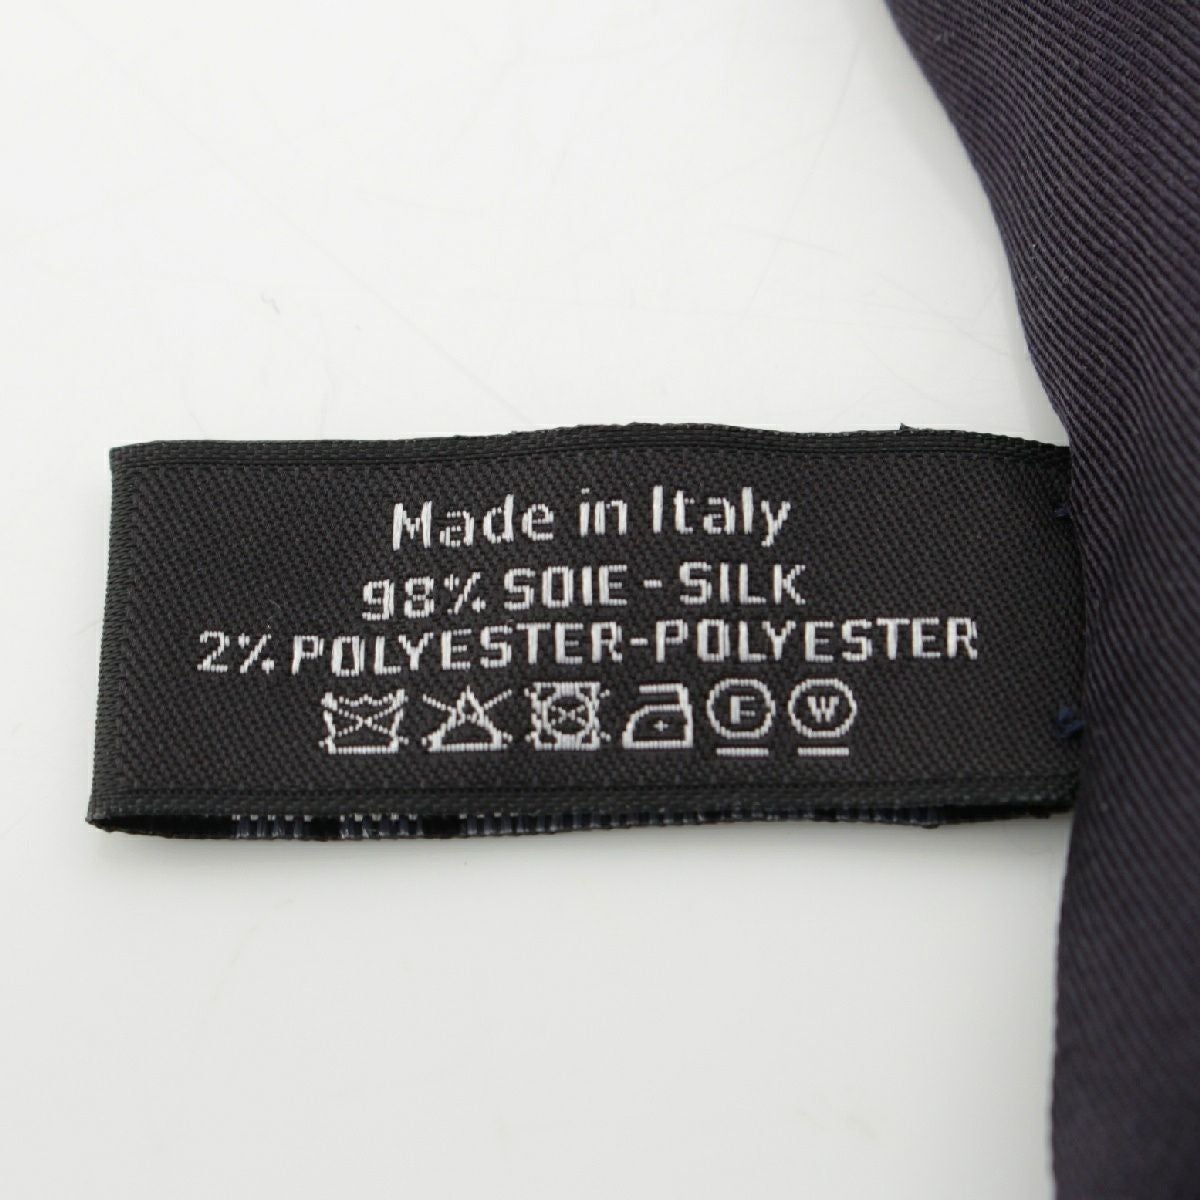 Made in Italy
98% SOIE - SILK
2% POLYESTER-POLYESTER
F W